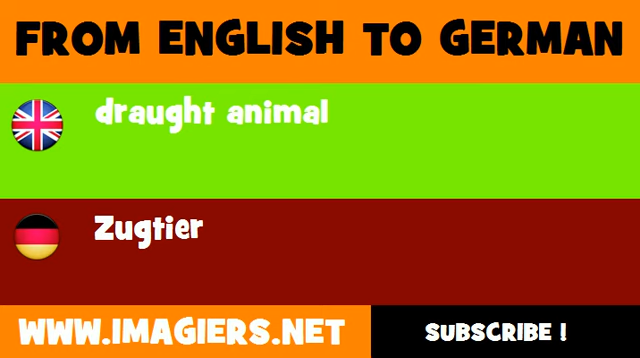 FROM ENGLISH TO GERMAN
draught animal
Zugtier
WWW.IMAGIERS.NET
SUBSCRIBE !